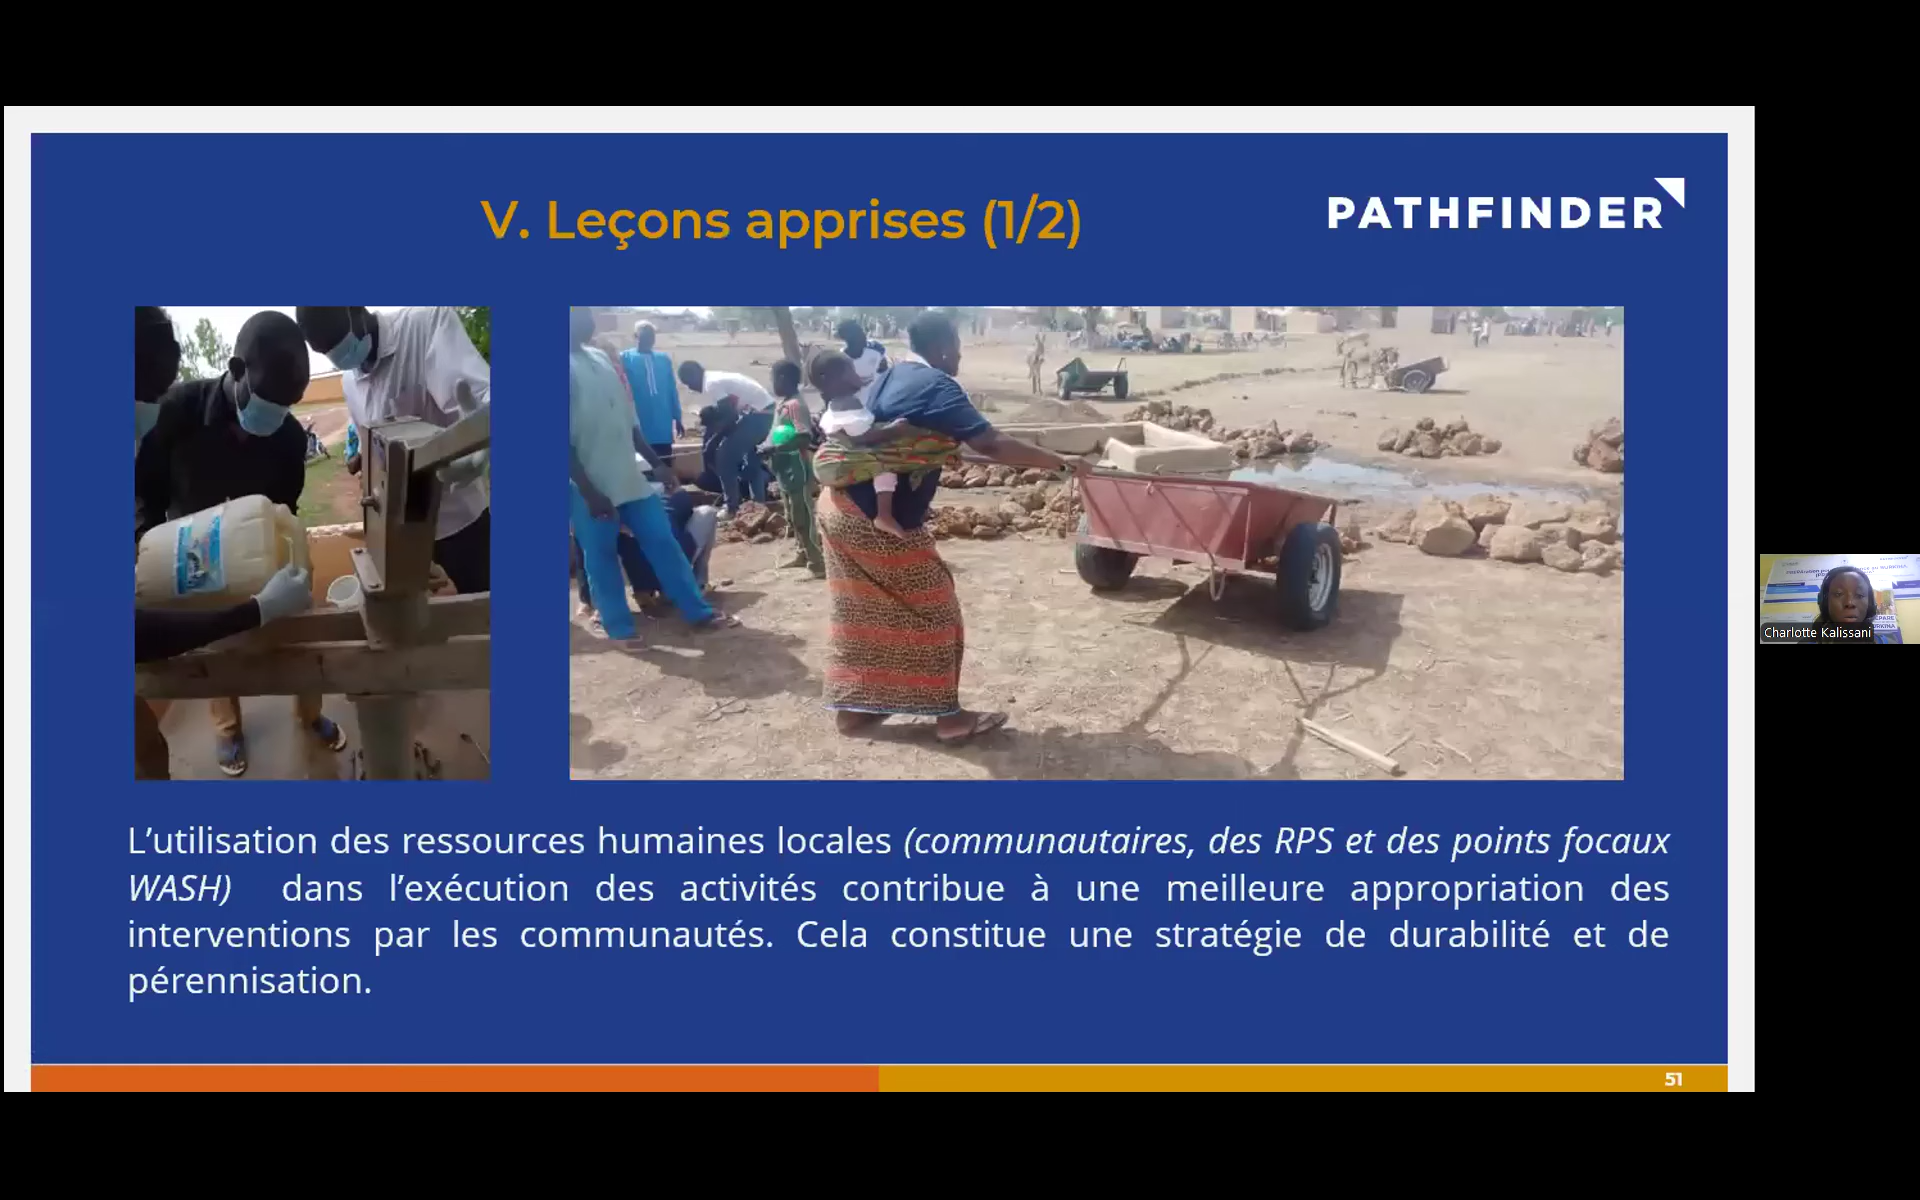 V. Leçons apprises (1/2)
PATHFINDER
L’utilisation des ressources humaines locales (communautaires, des RPS et des points focaux
WASH) dans l’exécution des activités contribue à une meilleure appropriation des
interventions par les communautés. Cela constitue une stratégie de durabilité et de
pérennisation.
51
Charlotte Kalissani